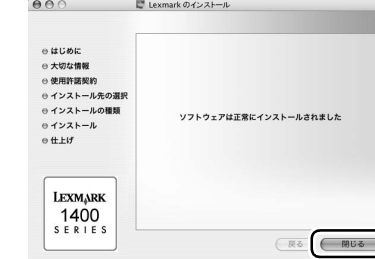 Lexmark のインストール
はじめに
大切な情報
使用許諾契約
インストール先の選択
インストールの種類
インストール
仕上げ
ソフトウェアは正常にインストールされました
LEXMARK
1400
SERIES
戻る
閉じる